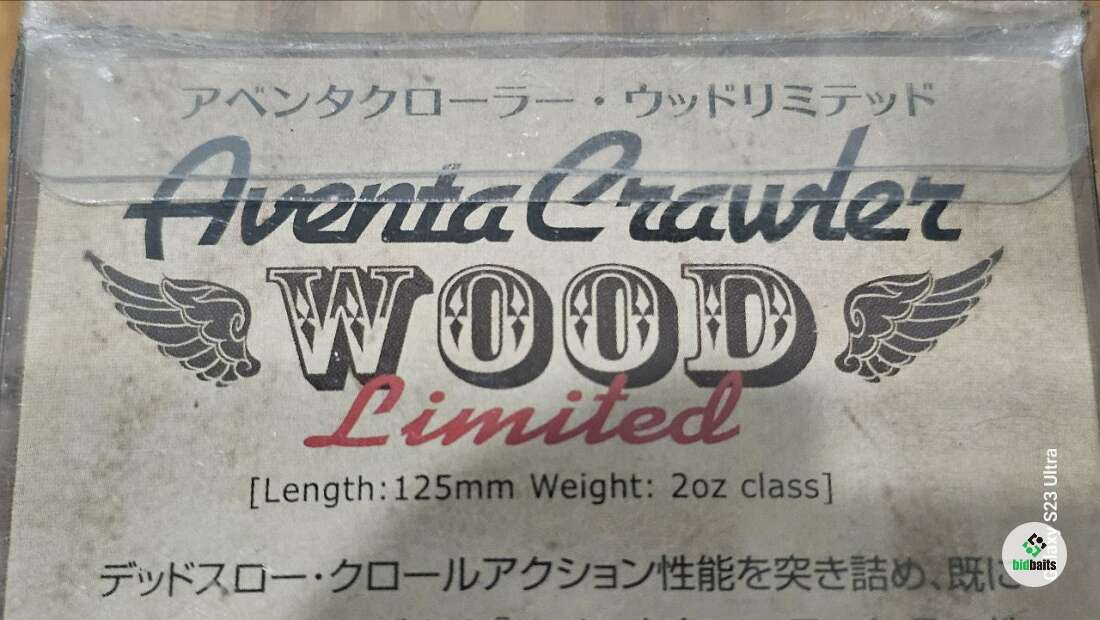 アベンタクローラー・ウッドリミテッド
Aventa Crawler
WOOD
Limited
[Length:125mm Weight: 2oz class]
デッドスロー・クロールアクション性能を突き詰め、既に
Galaxy S23 Ultra
bidbaits